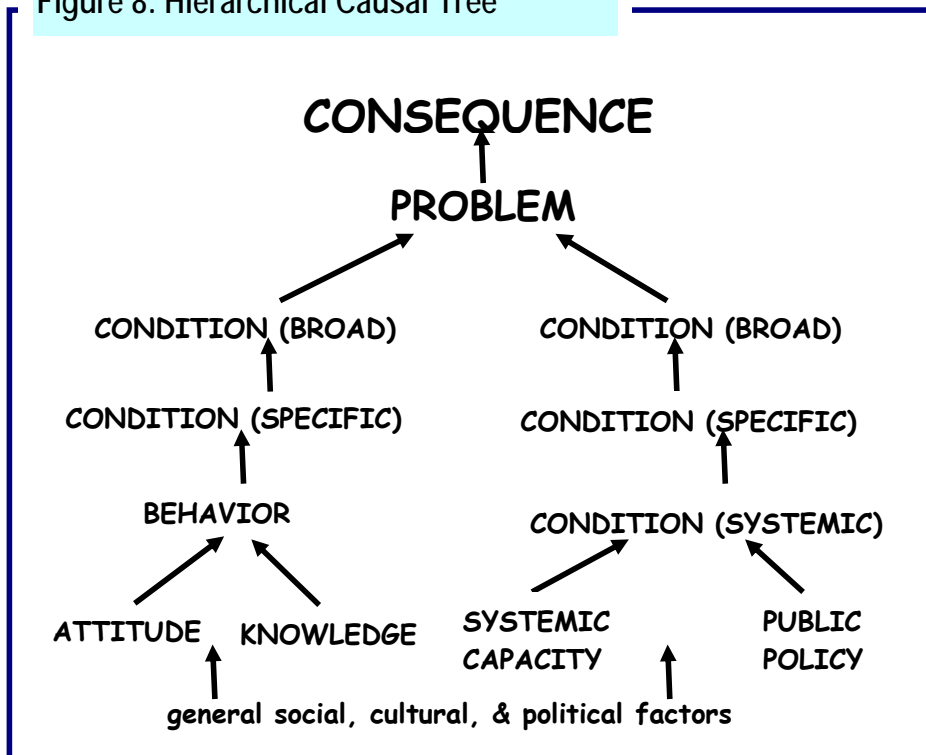 Figure 8: Hierarchical Causal Tree
CONSEQUENCE
PROBLEM
CONDITION (BROAD) CONDITION (BROAD)
CONDITION (SPECIFIC) CONDITION (SPECIFIC)
BEHAVIOR CONDITION (SYSTEMIC)
ATTITUDE KNOWLEDGE SYSTEMIC CAPACITY PUBLIC POLICY
general social, cultural, & political factors